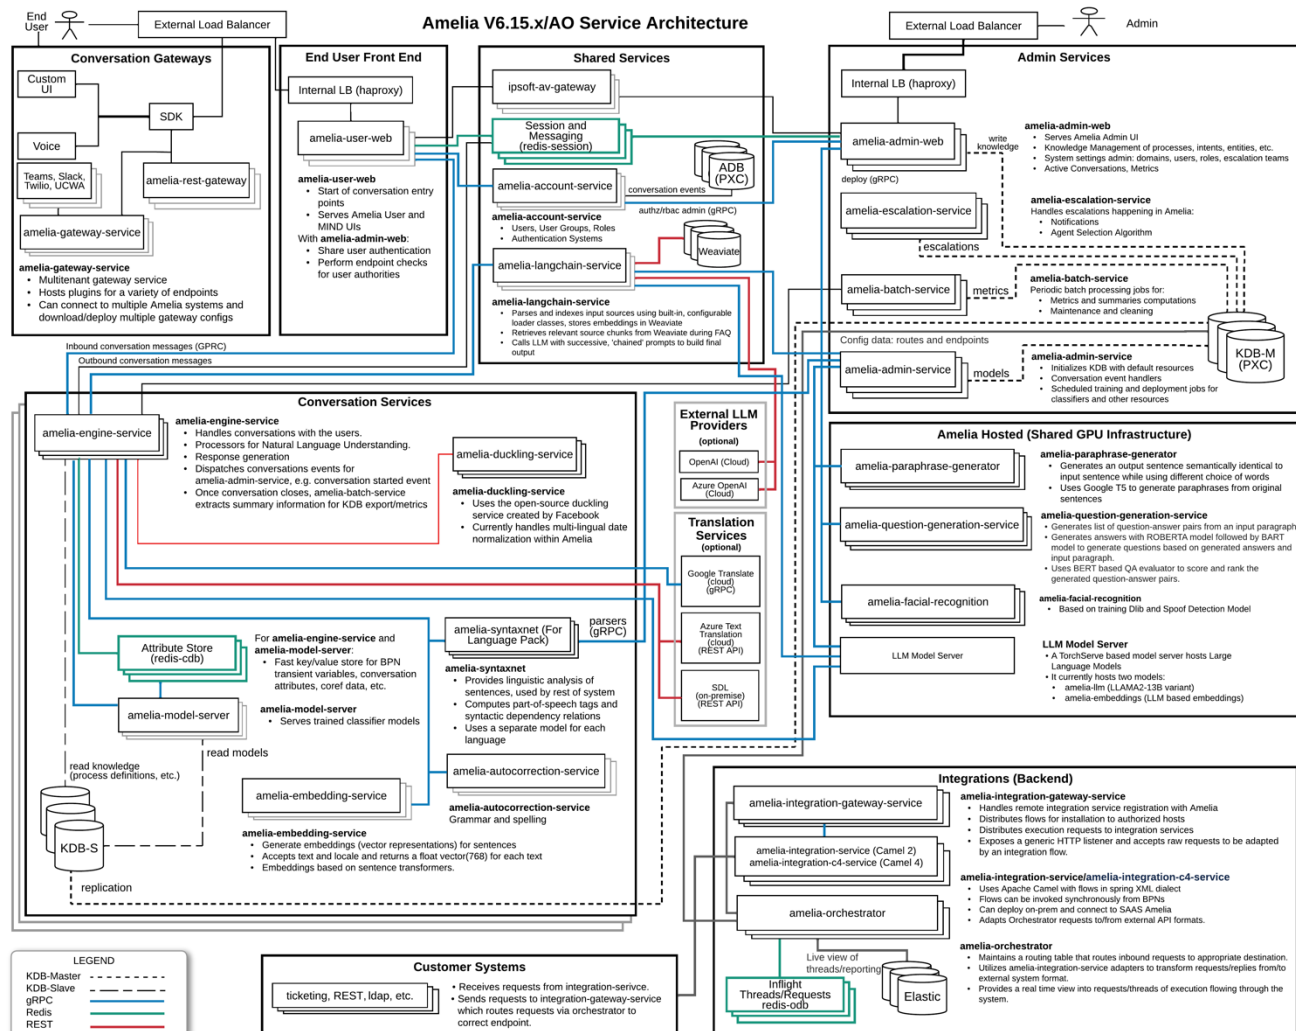 Amelia V6.15.x/AO Service Architecture
End
User
External Load Balancer
External Load Balancer
Admin
Conversation Gateways
Custom
UI
SDK
Voice
Teams, Slack,
Twilio, UCWA
amelia-rest-gateway
amelia-gateway-service
amelia-gateway-service
• Multitenant gateway service
• Hosts plugins for a variety of endpoints
• Can connect to multiple Amelia systems and
download/deploy multiple gateway configs
End User Front End
Internal LB (haproxy)
amelia-user-web
amelia-user-web
• Start of conversation entry
points
• Serves Amelia User and
MIND UIs
With amelia-admin-web:
• Share user authentication
• Perform endpoint checks
for user authorities
Shared Services
ipsoft-av-gateway
Session and
Messaging
(redis-session)
ADB
(PXC)
amelia-account-service
conversation events
authz/rbac admin (gRPC)
amelia-account-service
• Users, User Groups, Roles
• Authentication Systems
Weaviate
amelia-langchain-service
amelia-langchain-service
• Parses and indexes input sources using built-in, configurable
loader classes, stores embeddings in Weaviate
• Retrieves relevant source chunks from Weaviate during FAQ
• Calls LLM with successive, 'chained' prompts to build final
output
Admin Services
Internal LB (haproxy)
amelia-admin-web
write
knowledge
deploy (gRPC)
amelia-admin-web
• Serves Amelia Admin UI
• Knowledge Management of processes, intents, entities, etc.
• System settings admin: domains, users, roles, escalation teams
• Active Conversations, Metrics
amelia-escalation-service
escalations
amelia-escalation-service
Handles escalations happening in Amelia:
• Notifications
• Agent Selection Algorithm
amelia-batch-service
metrics
amelia-batch-service
Periodic batch processing jobs for:
• Metrics and summaries computations
• Maintenance and cleaning
KDB-M
(PXC)
Config data: routes and endpoints
amelia-admin-service
models
amelia-admin-service
• Initializes KDB with default resources
• Conversation event handlers
• Scheduled training and deployment jobs for
classifiers and other resources
Inbound conversation messages (GPRC)
Outbound conversation messages
Conversation Services
amelia-engine-service
amelia-engine-service
• Handles conversations with the users.
• Processors for Natural Language Understanding.
• Response generation
• Dispatches conversations events for
amelia-admin-service, e.g. conversation started event
• Once conversation closes, amelia-batch-service
extracts summary information for KDB export/metrics
amelia-duckling-service
amelia-duckling-service
• Uses the open-source duckling
service created by Facebook
• Currently handles multi-lingual date
normalization within Amelia
Attribute Store
(redis-cdb)
For amelia-engine-service and
amelia-model-server:
• Fast key/value store for BPN
transient variables, conversation
attributes, coref data, etc.
amelia-model-server
amelia-model-server
• Serves trained classifier models
read models
read knowledge
(process definitions, etc.)
KDB-S
replication
amelia-syntaxnet (For
Language Pack)
parsers
(gRPC)
amelia-syntaxnet
• Provides linguistic analysis of
sentences, used by rest of system
• Computes part-of-speech tags and
syntactic dependency relations
• Uses a separate model for each
language
amelia-autocorrection-service
amelia-autocorrection-service
Grammar and spelling
amelia-embedding-service
amelia-embedding-service
• Generate embeddings (vector representations) for sentences
• Accepts text and locale and returns a float vector(768) for each text
• Embeddings based on sentence transformers.
External LLM
Providers
(optional)
OpenAI (Cloud)
Azure OpenAI
(Cloud)
Translation
Services
(optional)
Google Translate
(cloud)
(gRPC)
Azure Text
Translation
(cloud)
(REST API)
SDL
(on-premise)
(REST API)
Amelia Hosted (Shared GPU Infrastructure)
amelia-paraphrase-generator
amelia-paraphrase-generator
• Generates an output sentence semantically identical to
input sentence while using different choice of words
• Uses Google T5 to generate paraphrases from original
sentences
amelia-question-generation-service
amelia-question-generation-service
• Generates list of question-answer pairs from an input paragraph
• Generates answers with ROBERTA model followed by BART
model to generate questions based on generated answers and
input paragraph.
• Uses BERT based QA evaluator to score and rank the
generated question-answer pairs.
amelia-facial-recognition
amelia-facial-recognition
• Based on training Dlib and Spoof Detection Model
LLM Model Server
LLM Model Server
• A TorchServe based model server hosts Large
Language Models
• It currently hosts two models:
• amelia-llm (LLAMA2-13B variant)
• amelia-embeddings (LLM based embeddings)
Integrations (Backend)
amelia-integration-gateway-service
amelia-integration-service (Camel 2)
amelia-integration-c4-service (Camel 4)
amelia-orchestrator
Live view of
threads/reporting
Inflight
Threads/Requests
redis-odb
Elastic
amelia-integration-gateway-service
• Handles remote integration service registration with Amelia
• Distributes flows for installation to authorized hosts
• Distributes execution requests to integration services
• Exposes a generic HTTP listener and accepts raw requests to be adapted
by an integration flow.
amelia-integration-service/amelia-integration-c4-service
• Uses Apache Camel with flows in spring XML dialect
• Flows can be invoked synchronously from BPNs
• Can deploy on-prem and connect to SAAS Amelia
• Adapts Orchestrator requests to/from external API formats.
amelia-orchestrator
• Maintains a routing table that routes inbound requests to appropriate destination.
• Utilizes amelia-integration-service adapters to transform requests/replies from/to
external system format.
• Provides a real time view into requests/threads of execution flowing through the
system.
LEGEND
KDB-Master
KDB-Slave
gRPC
Redis
REST
Customer Systems
ticketing, REST, ldap, etc.
• Receives requests from integration-serivce.
• Sends requests to integration-gateway-service
which routes requests via orchestrator to
correct endpoint.